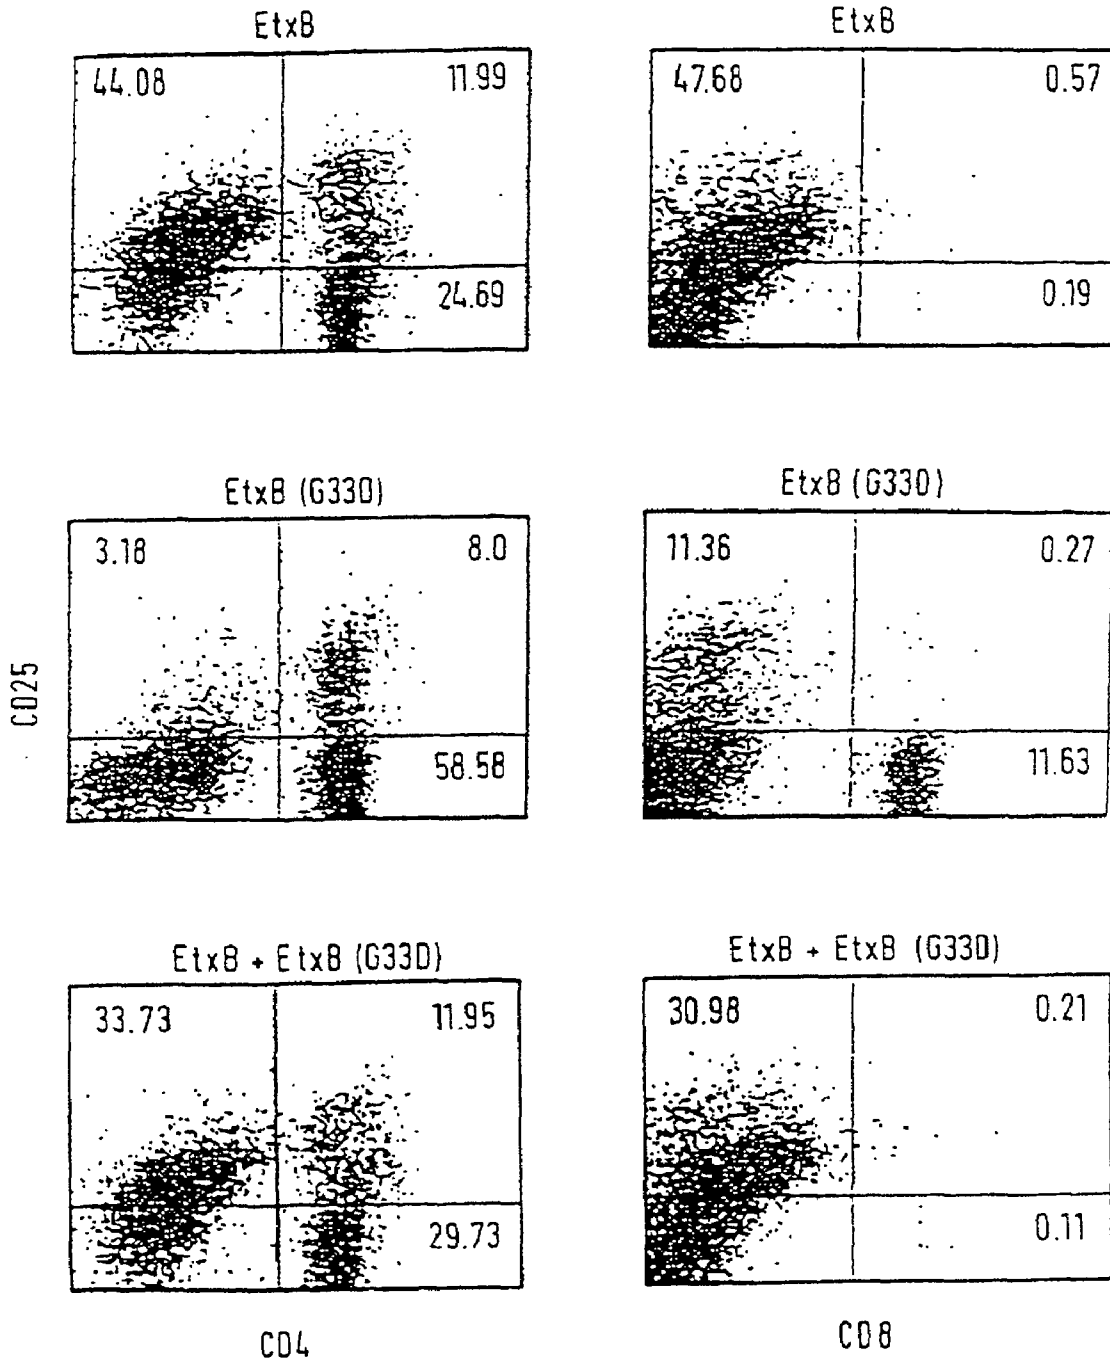 EtxB
44.08 11.99
24.69
EtxB
47.68 0.57
0.19
EtxB (G33D)
3.18 8.0
58.58
EtxB (G33D)
11.36 0.27
11.63
CD25
EtxB + EtxB (G33D)
33.73 11.95
29.73
EtxB + EtxB (G33D)
30.98 0.21
0.11
CD4
CD8